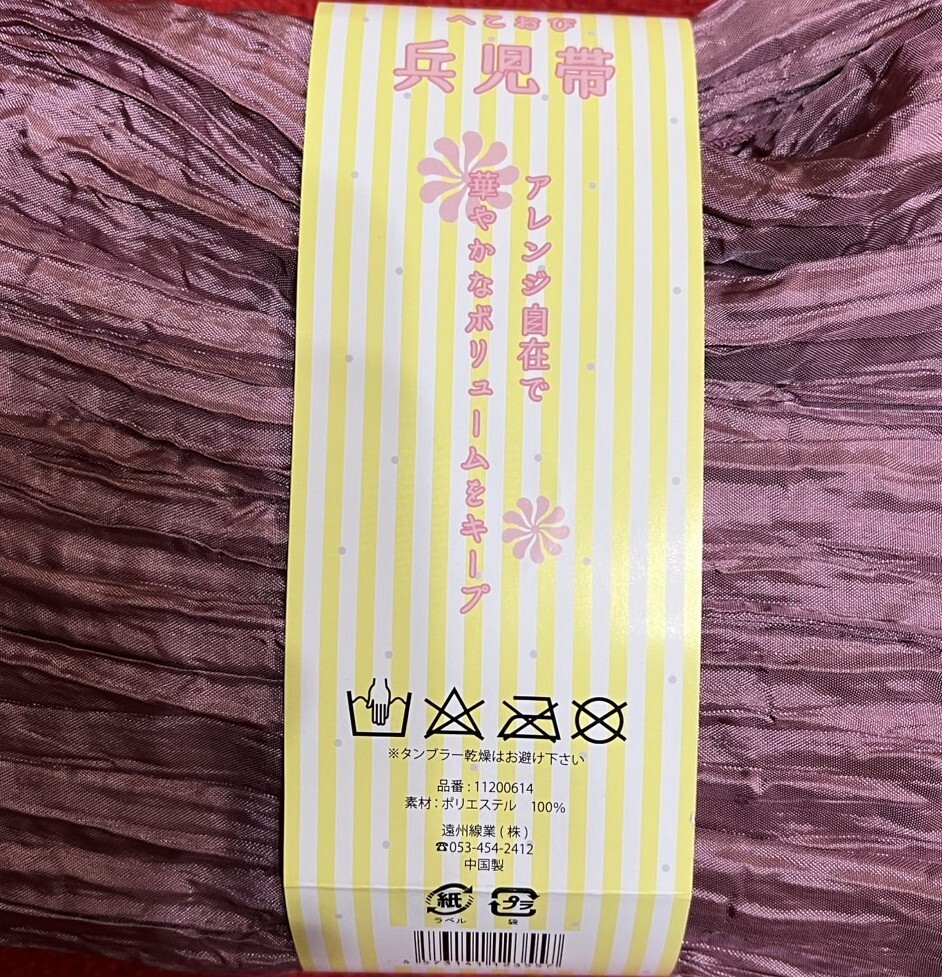 へこおび
兵児帯
アレンジ自在で
華やかなボリュームをキープ
※タンブラー乾燥はお避け下さい
品番:11200614
素材:ポリエステル 100%
遠州線業(株)
☎053-454-2412
中国製
紙
ラベル
プラ
袋